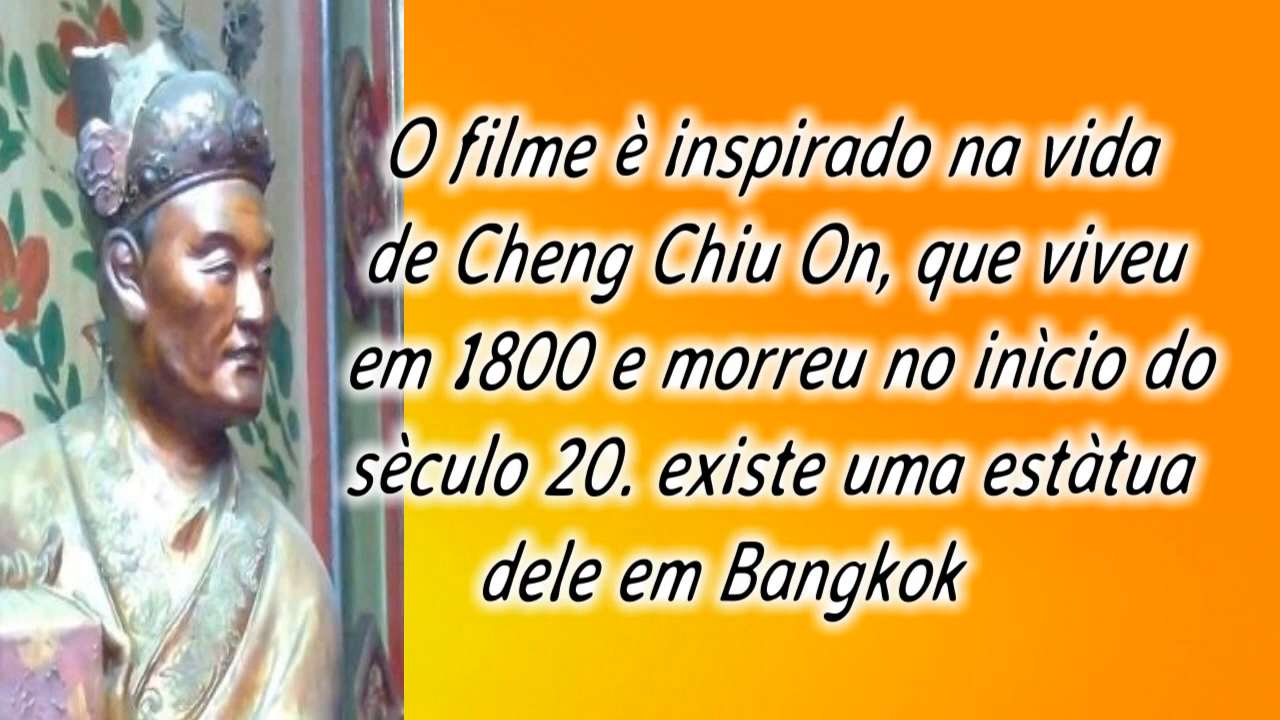 O filme è inspirado na vida
de Cheng Chiu On, que viveu
em 1800 e morreu no inìcio do
sèculo 20. existe uma estàtua
dele em Bangkok